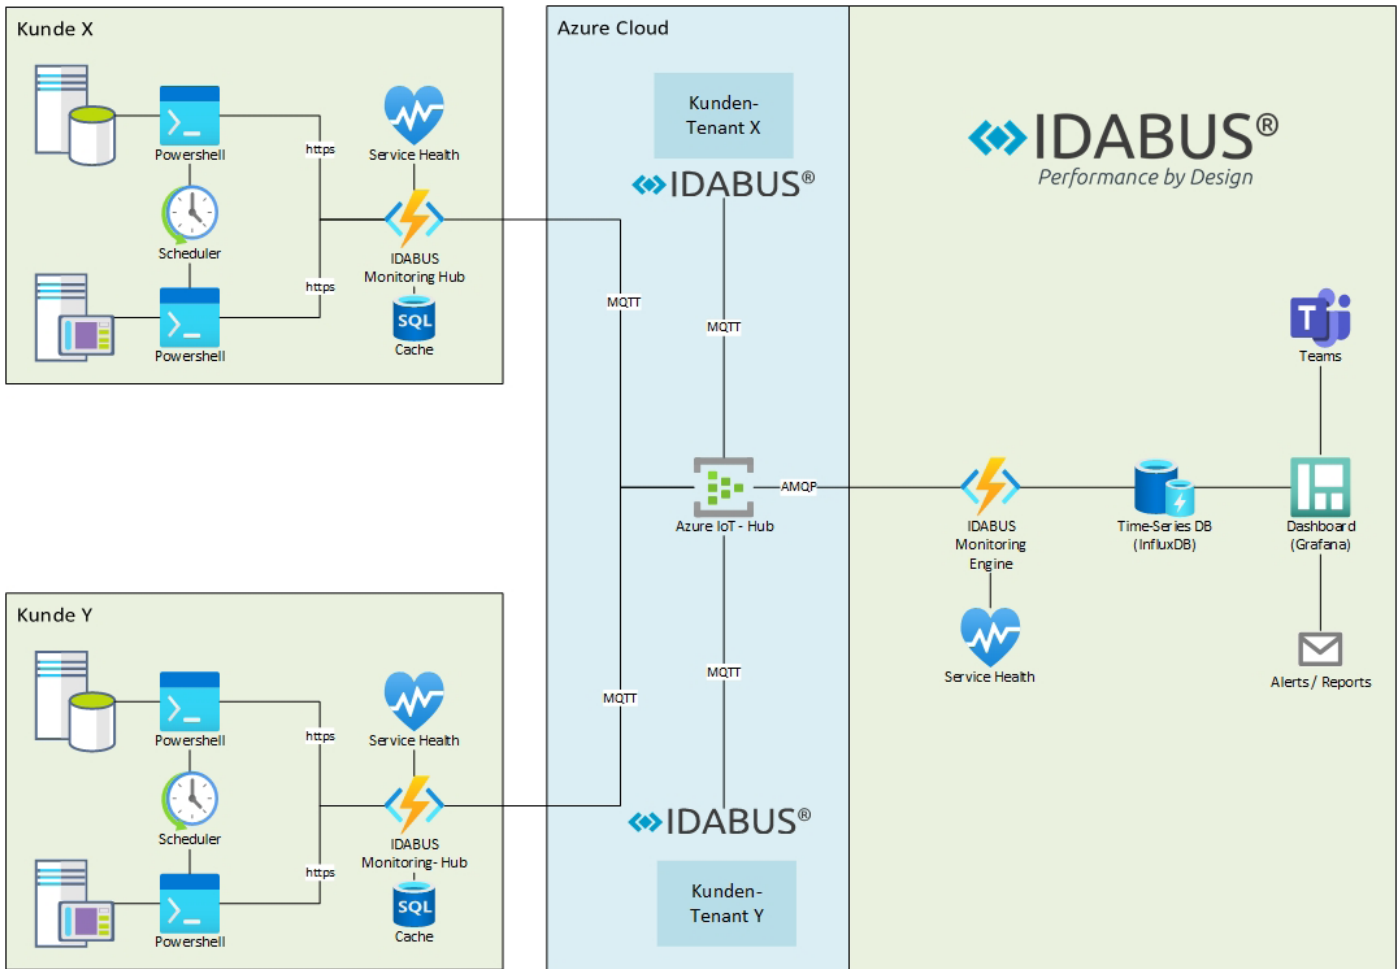 Kunde X
Powershell
Scheduler
Powershell
https
https
Service Health
IDABUS
Monitoring Hub
SQL
Cache
Kunde Y
Powershell
Scheduler
Powershell
https
https
Service Health
IDABUS
Monitoring- Hub
SQL
Cache
Azure Cloud
Kunden-
Tenant X
IDABUS®
MQTT
MQTT
Azure IoT - Hub
AMQP
MQTT
MQTT
IDABUS®
Kunden-
Tenant Y
IDABUS®
Performance by Design
T
Teams
IDABUS
Monitoring
Engine
Service Health
Time-Series DB
(InfluxDB)
Dashboard
(Grafana)
Alerts / Reports